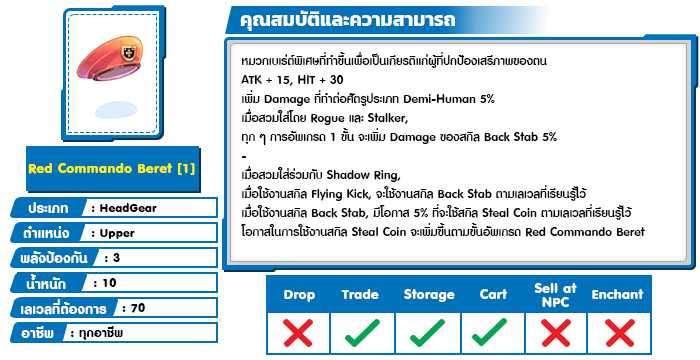 คุณสมบัติและความสามารถ
หมวกเบเร่ต์พิเศษที่ทำขึ้นเพื่อเป็นเกียรติแก่ผู้ที่ปกป้องเสรีภาพของตน
ATK + 15, HIT + 30
เพิ่ม Damage ที่ทำต่อศัตรูประเภท Demi-Human 5%
เมื่อสวมใส่โดย Rogue และ Stalker,
ทุก ๆ การอัพเกรด 1 ขั้น จะเพิ่ม Damage ของสกิล Back Stab 5%
-
เมื่อสวมใส่ร่วมกับ Shadow Ring,
เมื่อใช้งานสกิล Flying Kick, จะใช้งานสกิล Back Stab ตามเลเวลที่เรียนรู้ไว้
เมื่อใช้งานสกิล Back Stab, มีโอกาส 5% ที่จะใช้สกิล Steal Coin ตามเลเวลที่เรียนรู้ไว้
โอกาสในการใช้งานสกิล Steal Coin จะเพิ่มขึ้นตามขั้นอัพเกรด Red Commando Beret
Red Commando Beret [1]
ประเภท : HeadGear
ตำแหน่ง : Upper
พลังป้องกัน : 3
น้ำหนัก : 10
เลเวลที่ต้องการ : 70
อาชีพ : ทุกอาชีพ
Drop Trade Storage Cart Sell at NPC Enchant